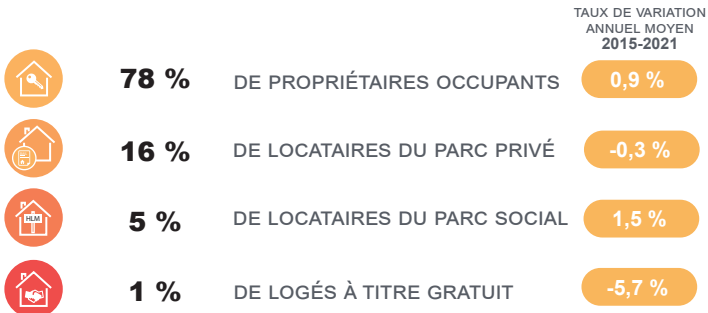 TAUX DE VARIATION
ANNUEL MOYEN
2015-2021
78 % DE PROPRIÉTAIRES OCCUPANTS 0,9 %
16 % DE LOCATAIRES DU PARC PRIVÉ -0,3 %
HLM
5 % DE LOCATAIRES DU PARC SOCIAL 1,5 %
1 % DE LOGÉS À TITRE GRATUIT -5,7 %